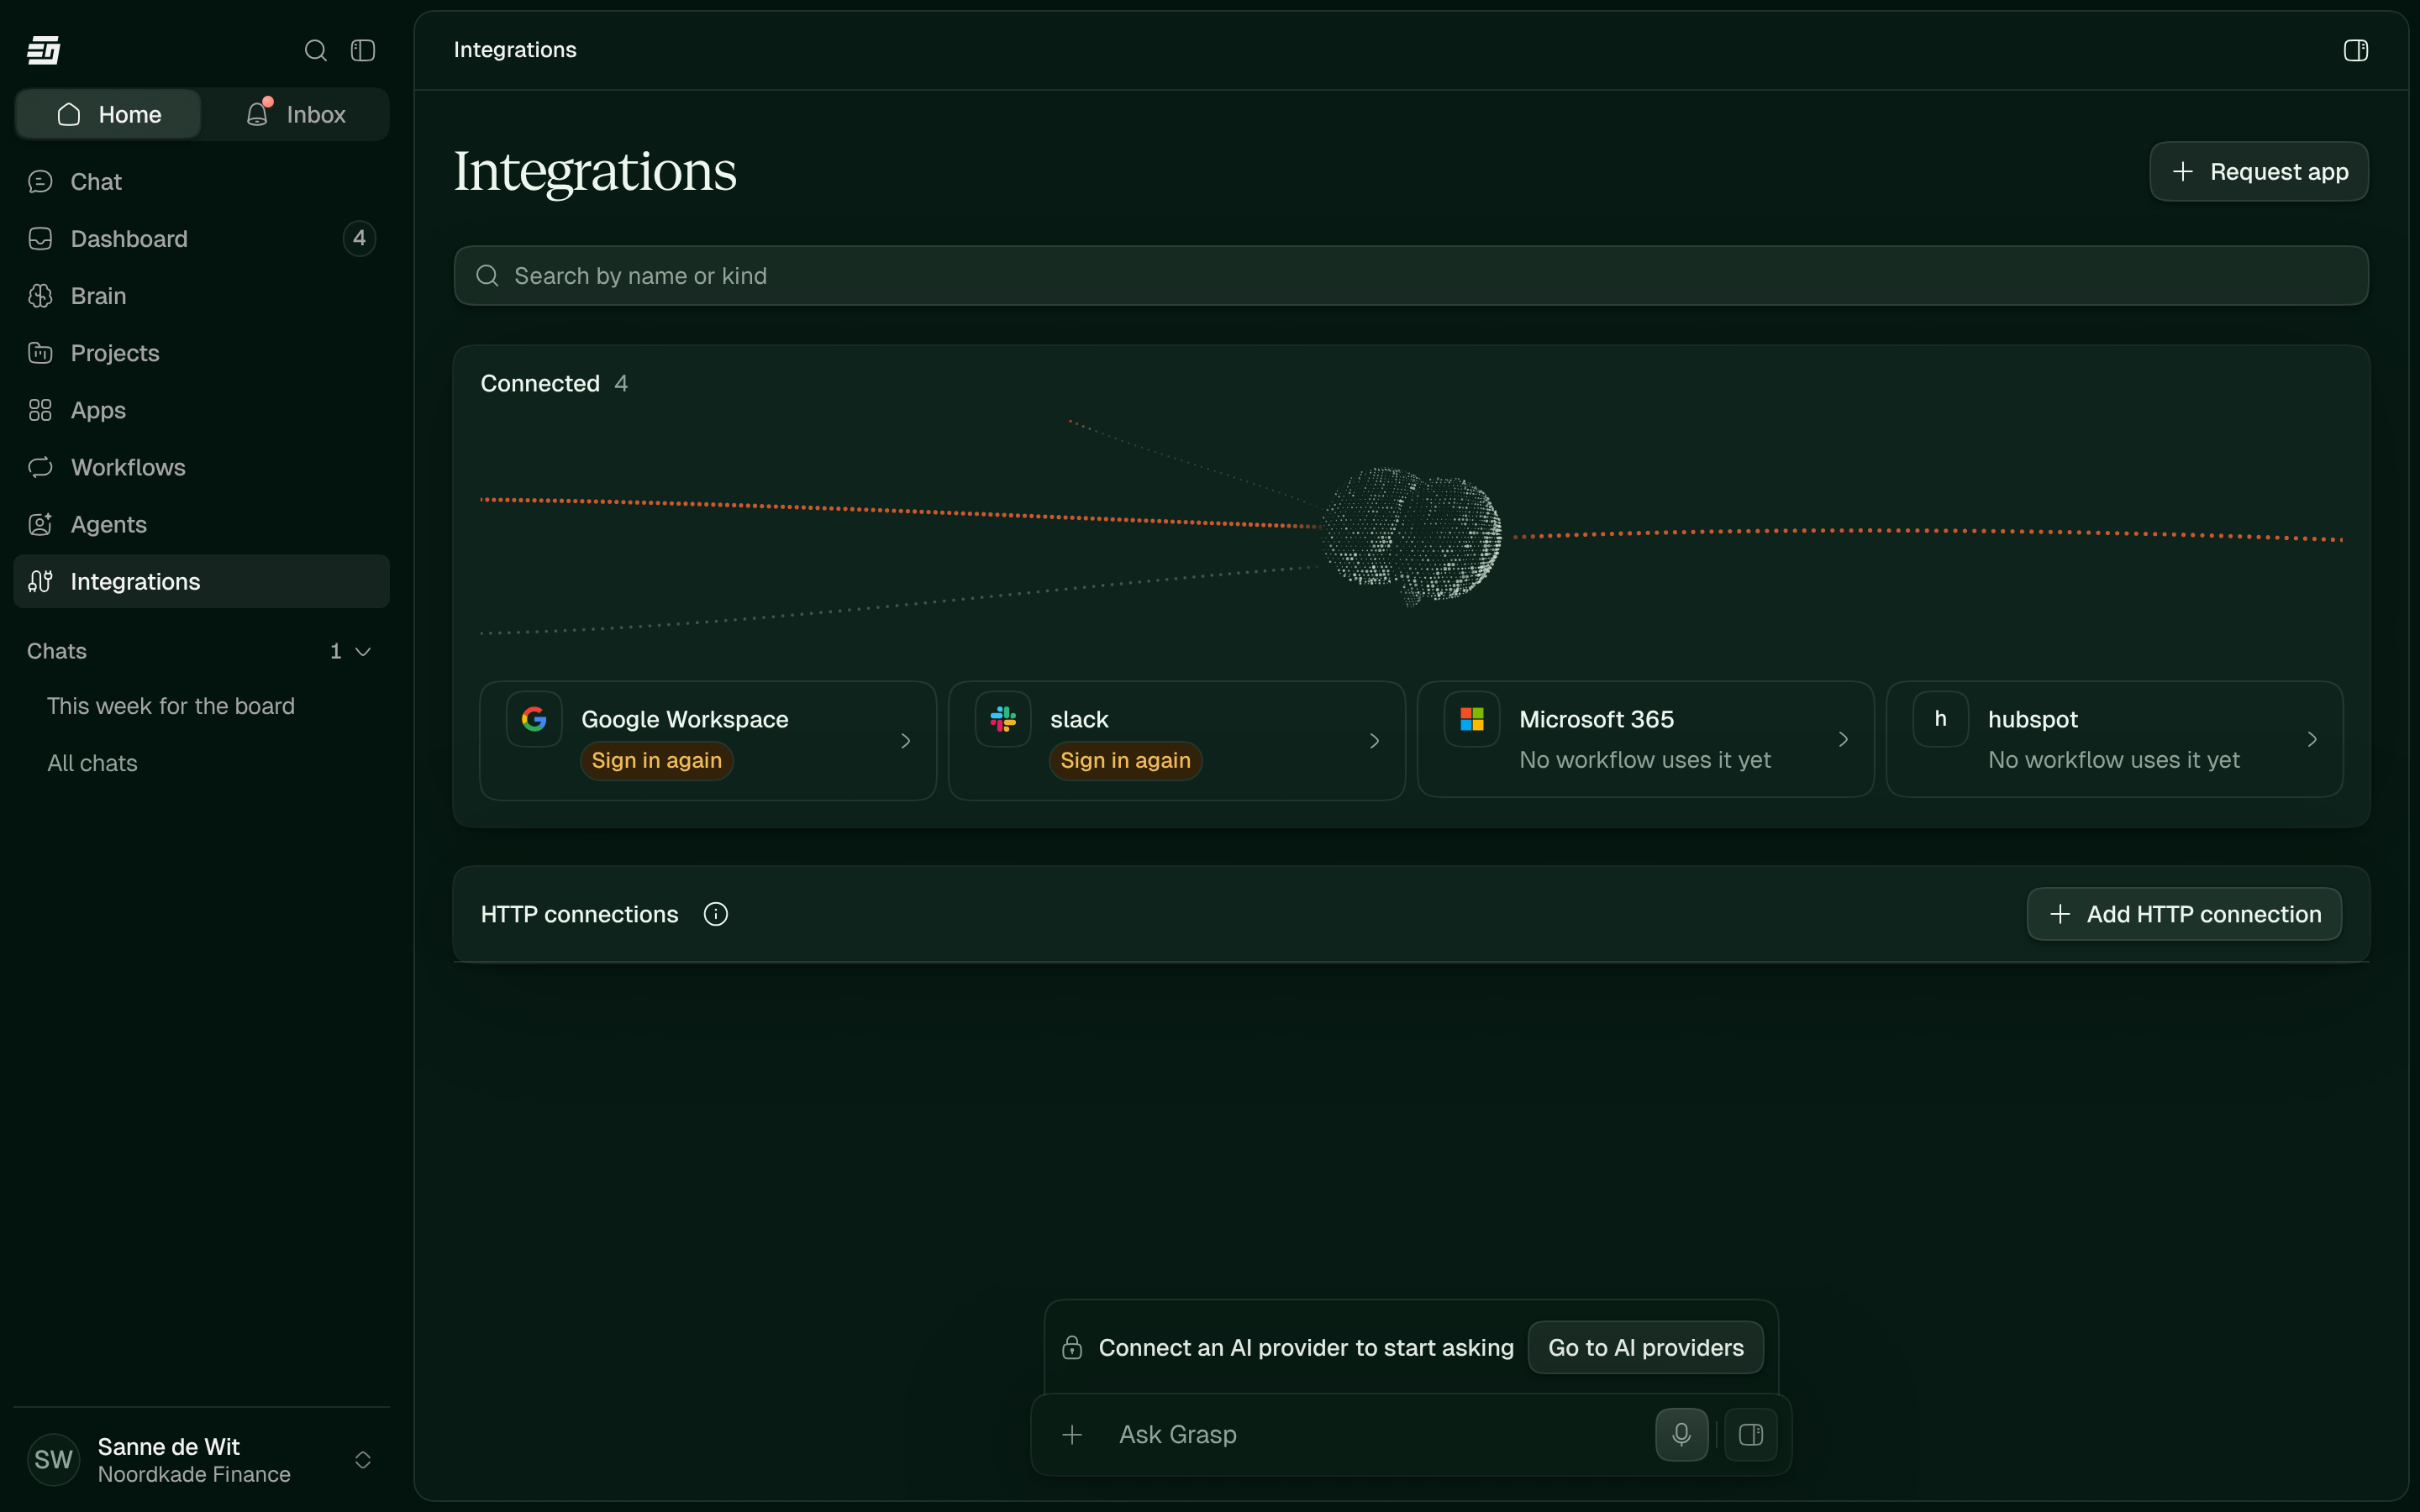 Home
Inbox
Chat
Dashboard 4
Brain
Projects
Apps
Workflows
Agents
Integrations
Chats 1
This week for the board
All chats
SW
Sanne de Wit
Noordkade Finance
Integrations
Integrations
Request app
Search by name or kind
Connected 4
Google Workspace
Sign in again
slack
Sign in again
Microsoft 365
No workflow uses it yet
h
hubspot
No workflow uses it yet
HTTP connections
Add HTTP connection
Connect an AI provider to start asking
Go to AI providers
Ask Grasp